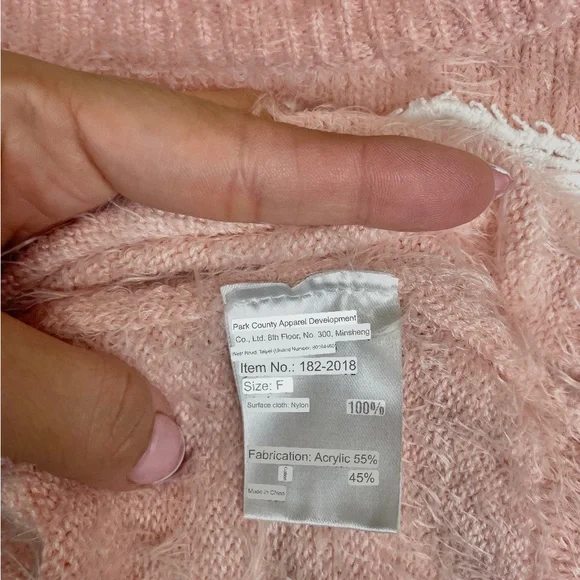 Park County Apparel Development
Co., Ltd. 8th Floor, No. 300, Minsheng
Item No.: 182-2018
Size: F
Surface cloth: Nylon 100%
Fabrication: Acrylic 55%
45%
Made in China